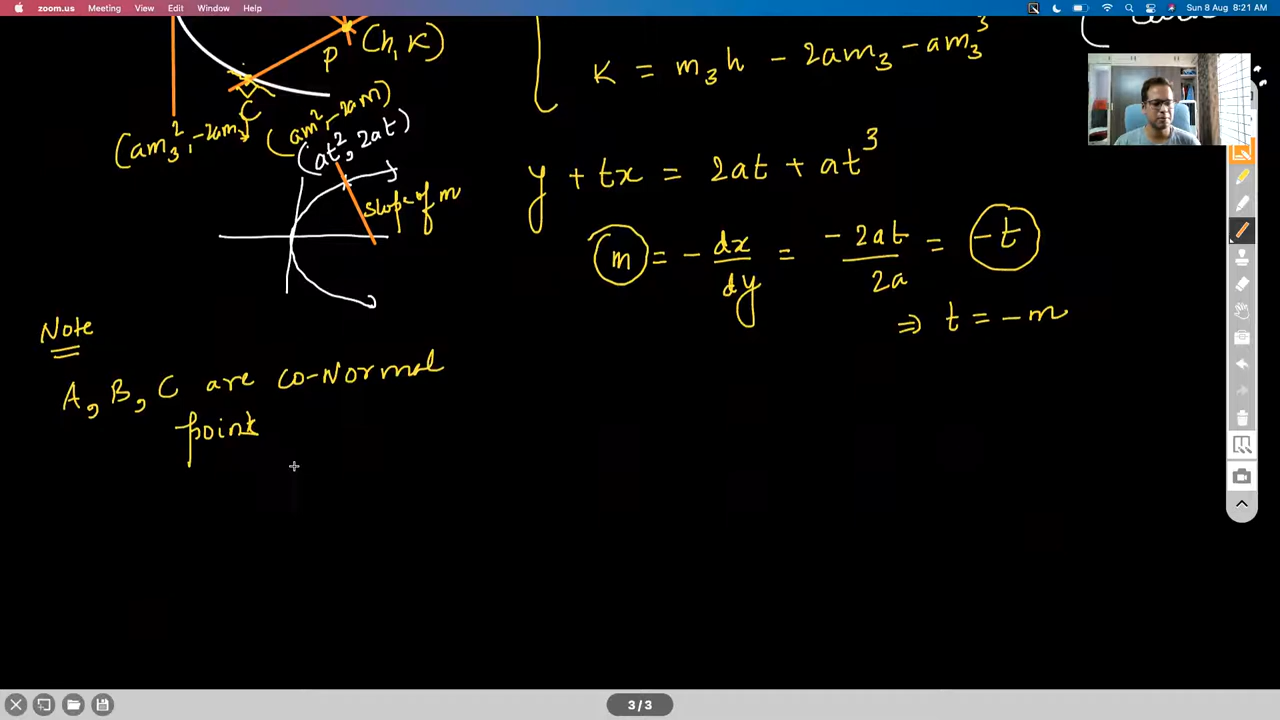 zoom.us Meeting View Edit Window Help Sun 8 Aug 8:21 AM
P (h, K)
C
(am₃², -2am₃)
(am², -2am)
(at², 2at)
slope of m
K = m₃h - 2am₃ - am₃³
y + tx = 2at + at³
m = - dx/dy = -2at/2a = -t
⇒ t = -m
Note
A, B, C are co-Normal
point
3/3